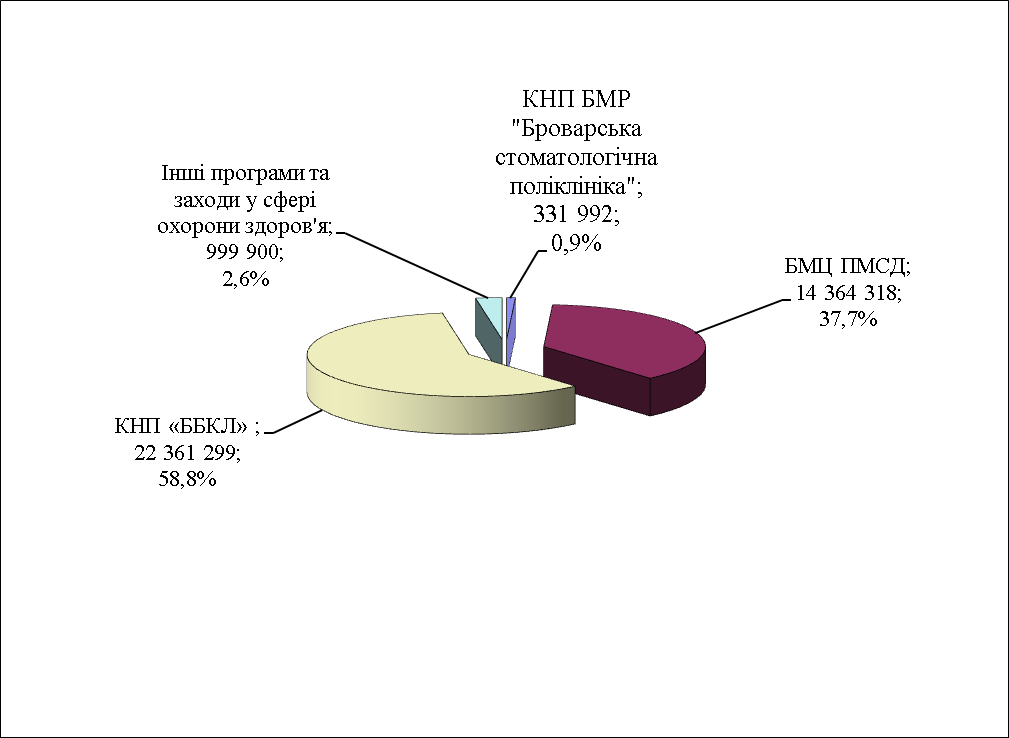 КНП БМР
"Броварська
стоматологічна
поліклініка";
331 992;
0,9%
Інші програми та
заходи у сфері
охорони здоров'я;
999 900;
2,6%
БМЦ ПМСД;
14 364 318;
37,7%
КНП «ББКЛ» ;
22 361 299;
58,8%